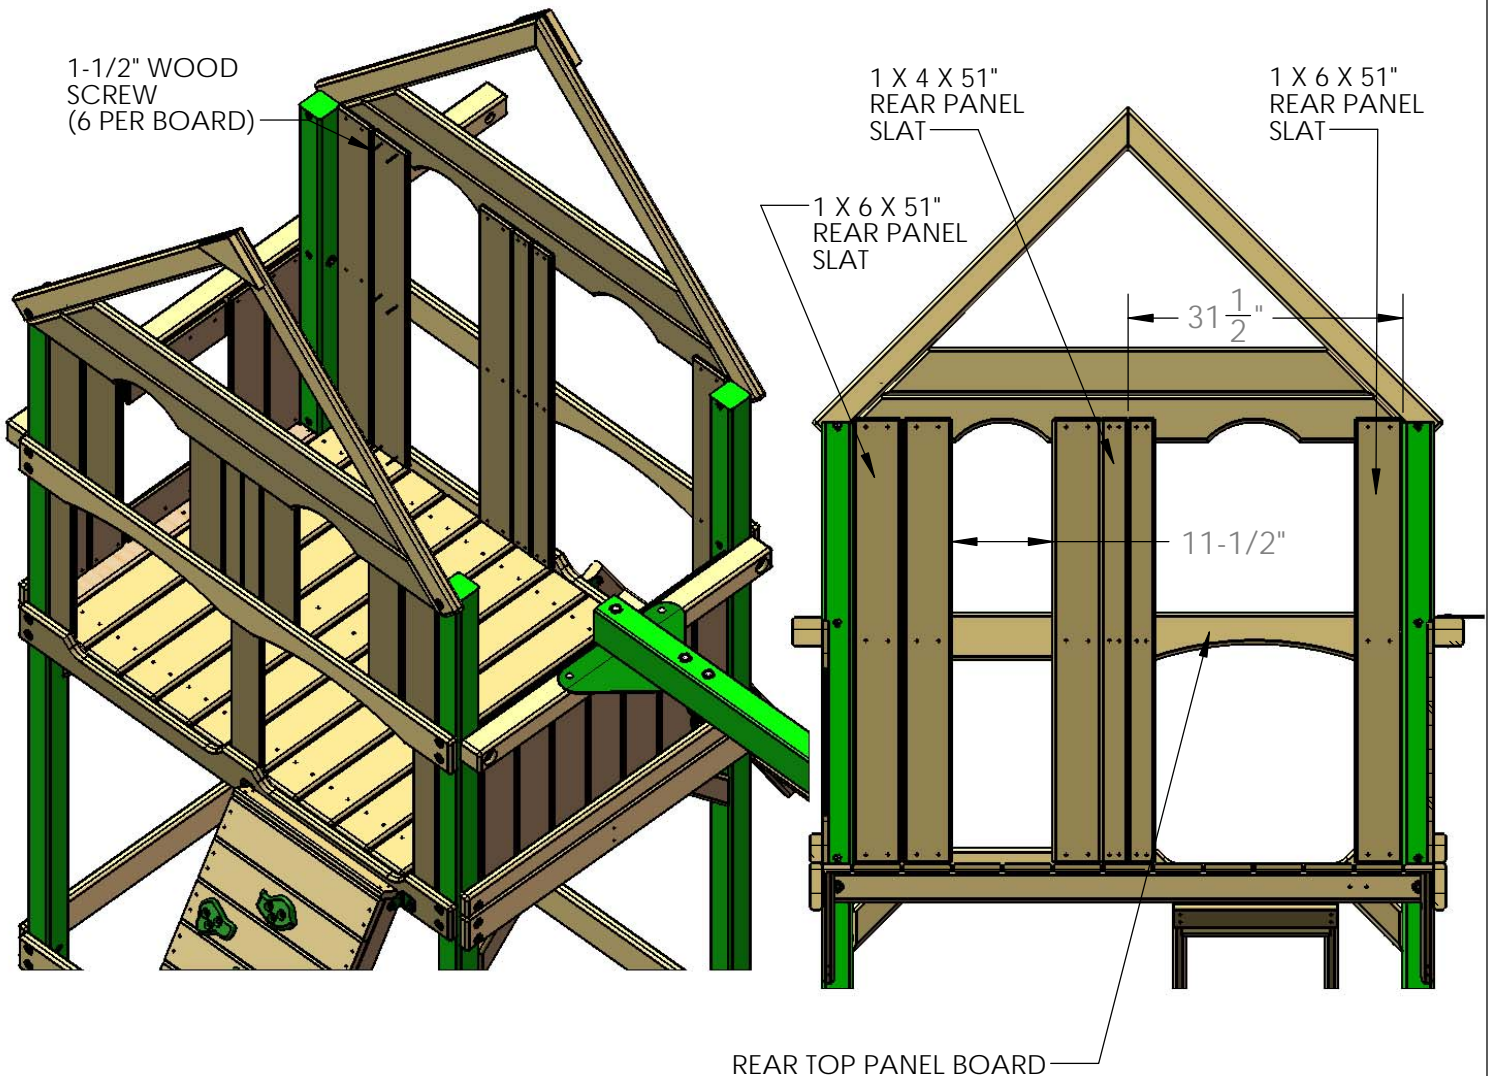 1-1/2" WOOD
SCREW
(6 PER BOARD)
1 X 4 X 51"
REAR PANEL
SLAT
1 X 6 X 51"
REAR PANEL
SLAT
1 X 6 X 51"
REAR PANEL
SLAT
31 1/2"
11-1/2"
REAR TOP PANEL BOARD